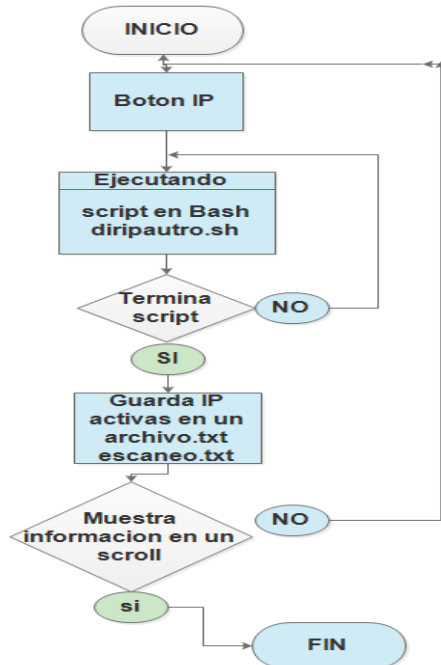 INICIO
Boton IP
Ejecutando
script en Bash
diripautro.sh
Termina
script
NO
SI
Guarda IP
activas en un
archivo.txt
escaneo.txt
Muestra
informacion en un
scroll
NO
si
FIN